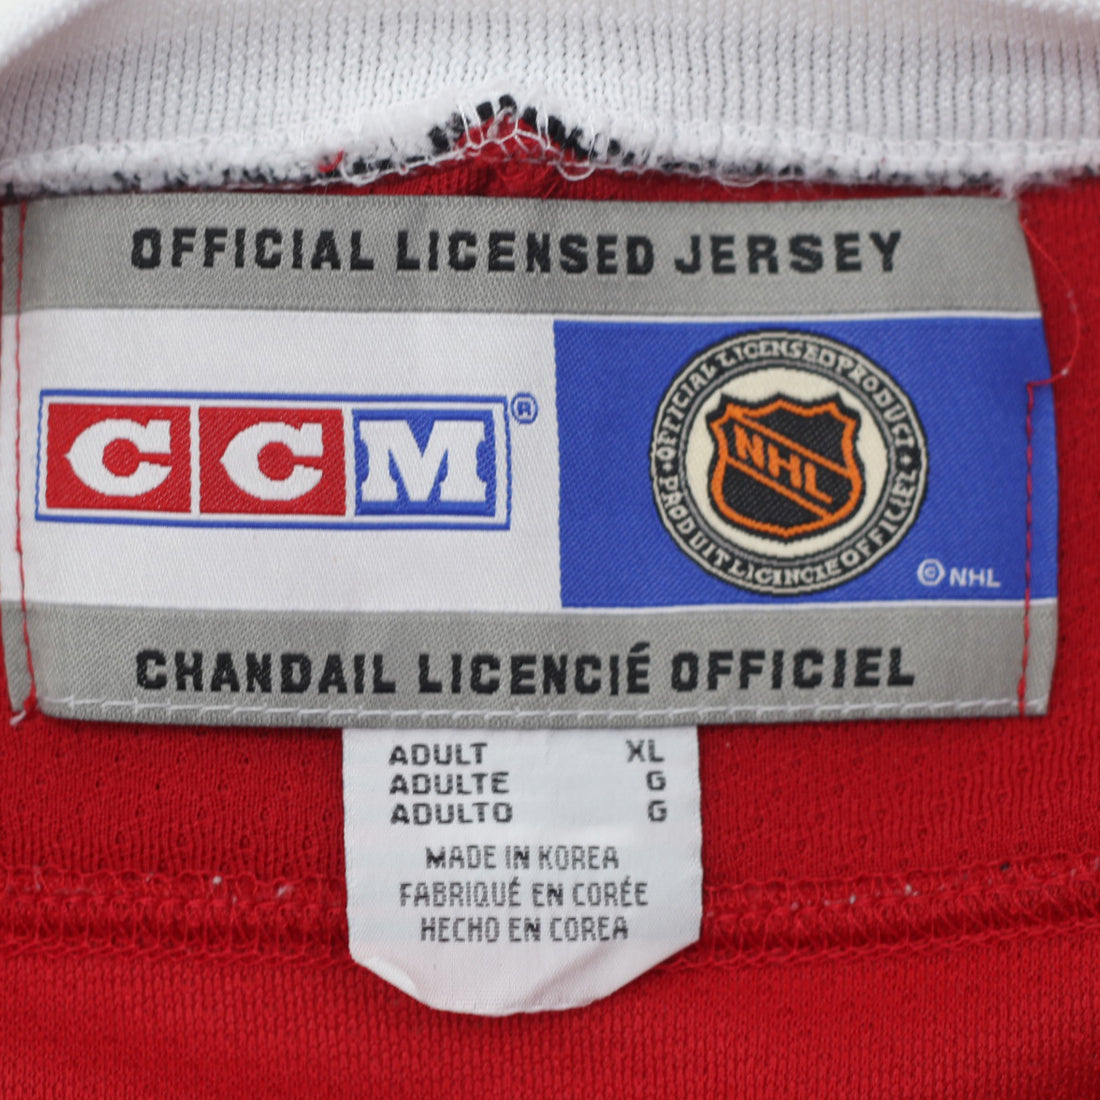 OFFICIAL LICENSED JERSEY
CCM®
OFFICIAL LICENSED PRODUCT
NHL
• PRODUIT LICENCIE OFFICIEL •
© NHL
CHANDAIL LICENCIÉ OFFICIEL
ADULT XL
ADULTE G
ADULTO G
MADE IN KOREA
FABRIQUÉ EN CORÉE
HECHO EN COREA